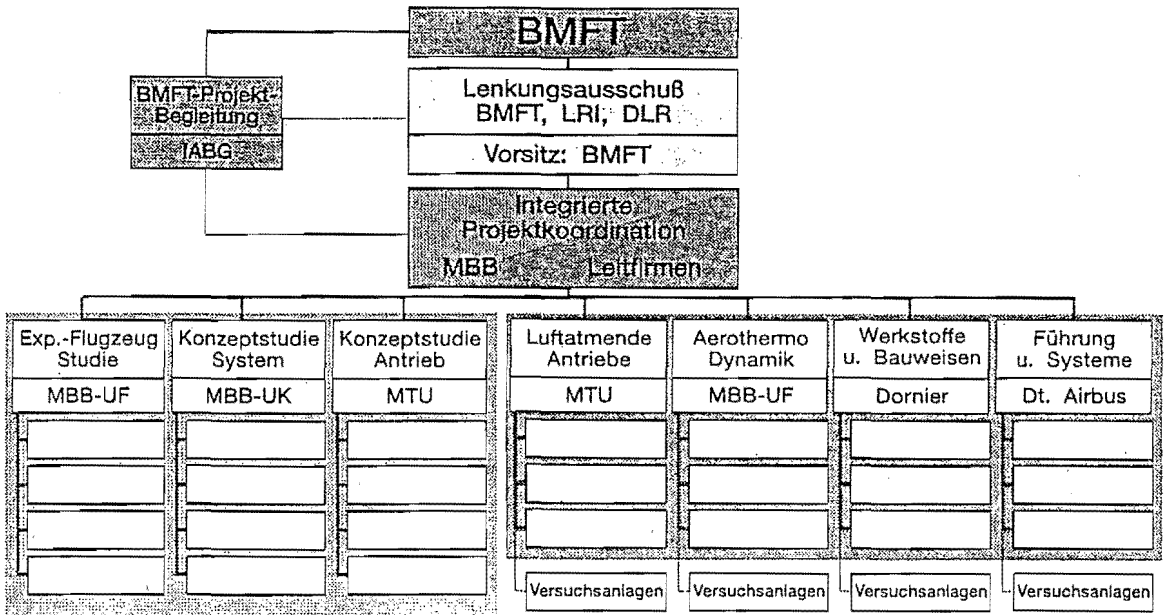 BMFT
BMFT-Projekt-
Begleitung
IABG
Lenkungsausschuß
BMFT, LRI, DLR
Vorsitz: BMFT
Integrierte
Projektkoordination
MBB Leitfirmen
Exp.-Flugzeug
Studie
MBB-UF
Konzeptstudie
System
MBB-UK
Konzeptstudie
Antrieb
MTU
Luftatmende
Antriebe
MTU
Aerothermo
Dynamik
MBB-UF
Werkstoffe
u. Bauweisen
Dornier
Führung
u. Systeme
Dt. Airbus
Versuchsanlagen
Versuchsanlagen
Versuchsanlagen
Versuchsanlagen